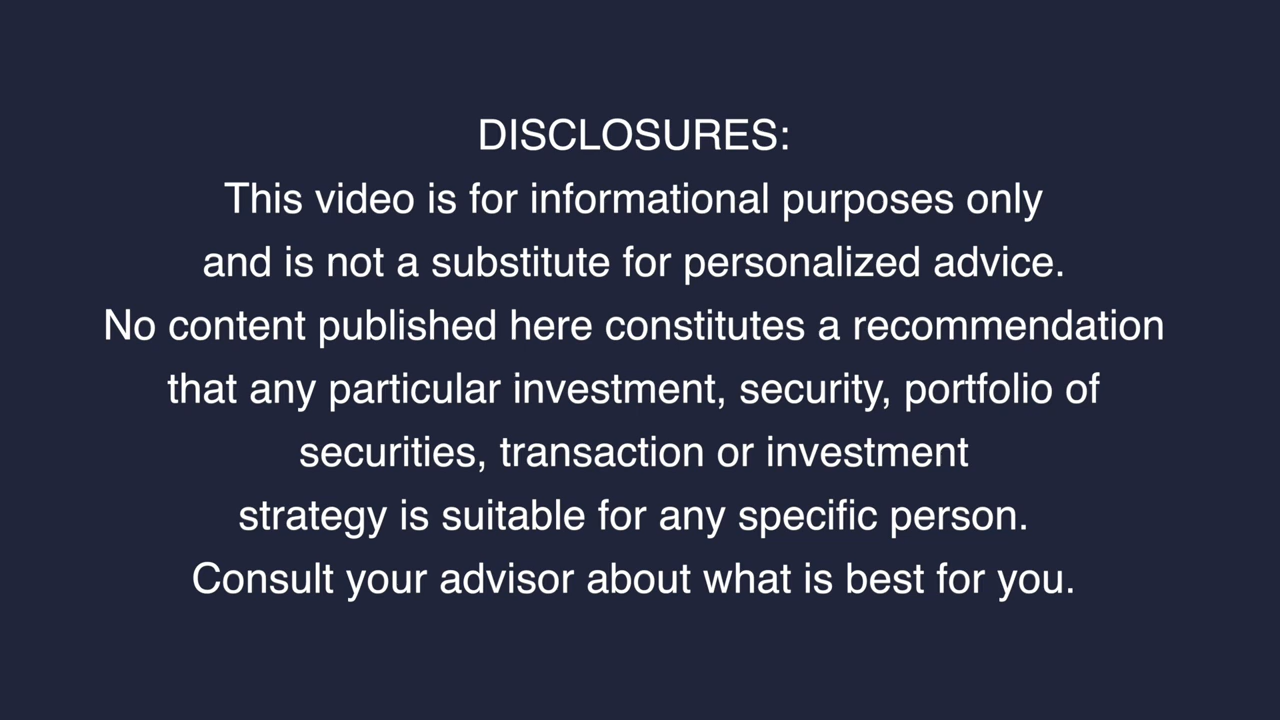 DISCLOSURES:
This video is for informational purposes only
and is not a substitute for personalized advice.
No content published here constitutes a recommendation
that any particular investment, security, portfolio of
securities, transaction or investment
strategy is suitable for any specific person.
Consult your advisor about what is best for you.